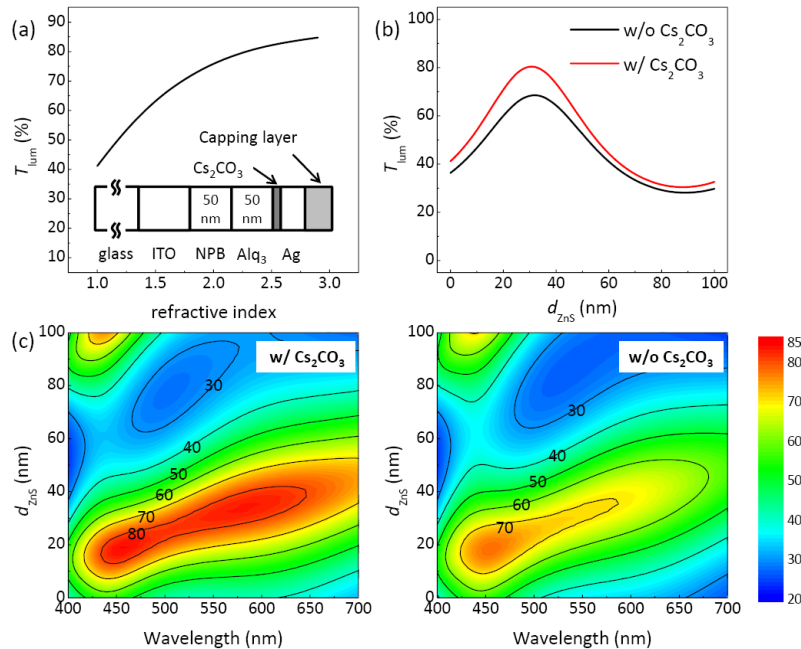 (a)
90
80
70
60
50
40
30
20
10
T_lum (%)
Capping layer
Cs₂CO₃
50 nm
50 nm
glass ITO NPB Alq₃ Ag
1.0 1.5 2.0 2.5 3.0
refractive index
(b)
w/o Cs₂CO₃
w/ Cs₂CO₃
100
80
60
40
20
0
T_lum (%)
0 20 40 60 80 100
d_ZnS (nm)
(c)
w/ Cs₂CO₃
100
80
60
40
20
0
d_ZnS (nm)
30
40
50
60
70
80
400 450 500 550 600 650 700
Wavelength (nm)
w/o Cs₂CO₃
100
80
60
40
20
0
d_ZnS (nm)
30
40
50
60
70
400 450 500 550 600 650 700
Wavelength (nm)
85
80
70
60
50
40
30
20